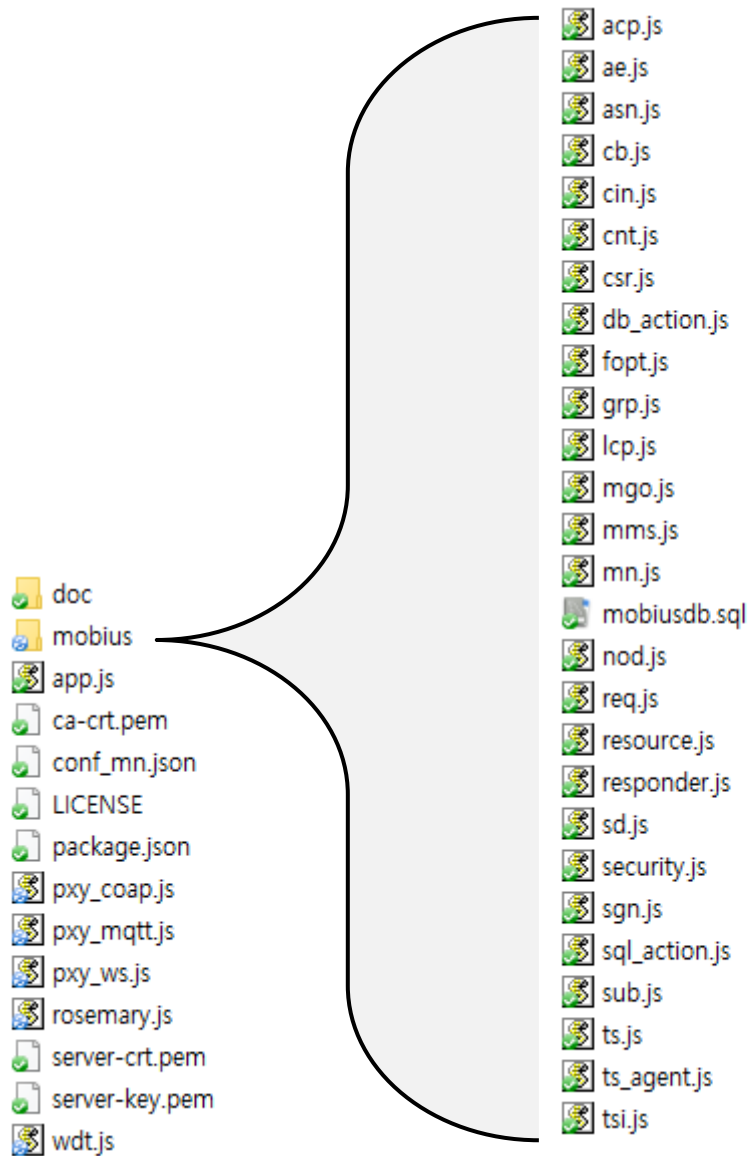 doc
mobius
app.js
ca-crt.pem
conf_mn.json
LICENSE
package.json
pxy_coap.js
pxy_mqtt.js
pxy_ws.js
rosemary.js
server-crt.pem
server-key.pem
wdt.js
acp.js
ae.js
asn.js
cb.js
cin.js
cnt.js
csr.js
db_action.js
fopt.js
grp.js
lcp.js
mgo.js
mms.js
mn.js
mobiusdb.sql
nod.js
req.js
resource.js
responder.js
sd.js
security.js
sgn.js
sql_action.js
sub.js
ts.js
ts_agent.js
tsi.js